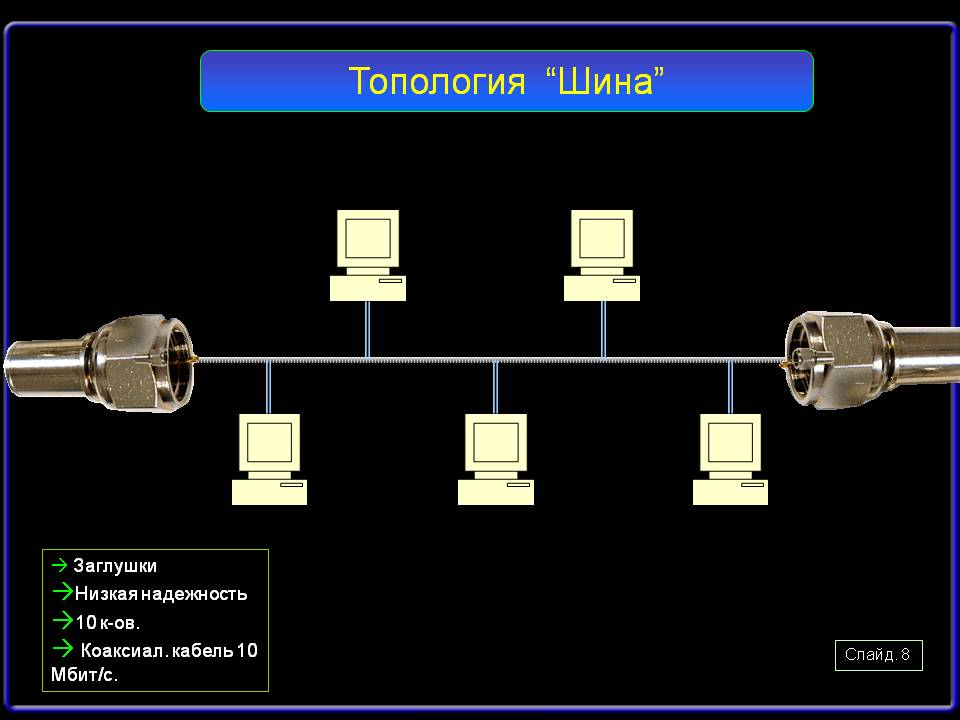 Топология “Шина”
→ Заглушки
→Низкая надежность
→10 к-ов.
→ Коаксиал. кабель 10
Мбит/с.
Слайд. 8